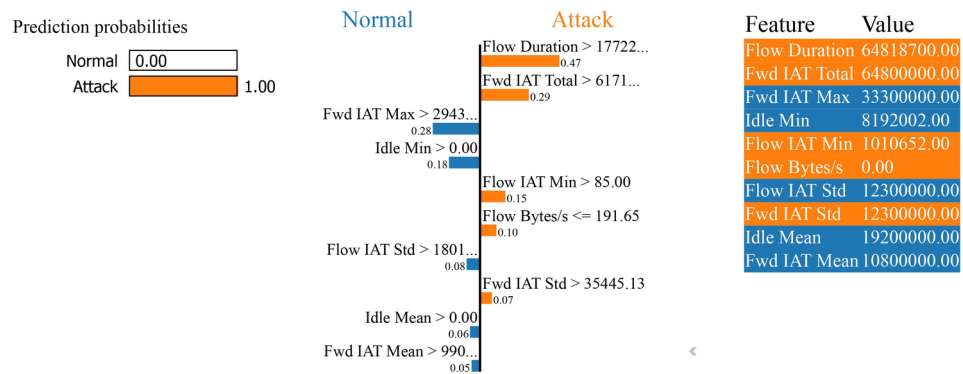 Prediction probabilities
Normal 0.00
Attack 1.00
Normal Attack
Flow Duration > 17722...
0.47
Fwd IAT Total > 6171...
0.29
Fwd IAT Max > 2943...
0.28
Idle Min > 0.00
0.18
Flow IAT Min > 85.00
0.15
Flow Bytes/s <= 191.65
0.10
Flow IAT Std > 1801...
0.08
Fwd IAT Std > 35445.13
0.07
Idle Mean > 0.00
0.06
Fwd IAT Mean > 990...
0.05
Feature Value
Flow Duration 64818700.00
Fwd IAT Total 64800000.00
Fwd IAT Max 33300000.00
Idle Min 8192002.00
Flow IAT Min 1010652.00
Flow Bytes/s 0.00
Flow IAT Std 12300000.00
Fwd IAT Std 12300000.00
Idle Mean 19200000.00
Fwd IAT Mean 10800000.00